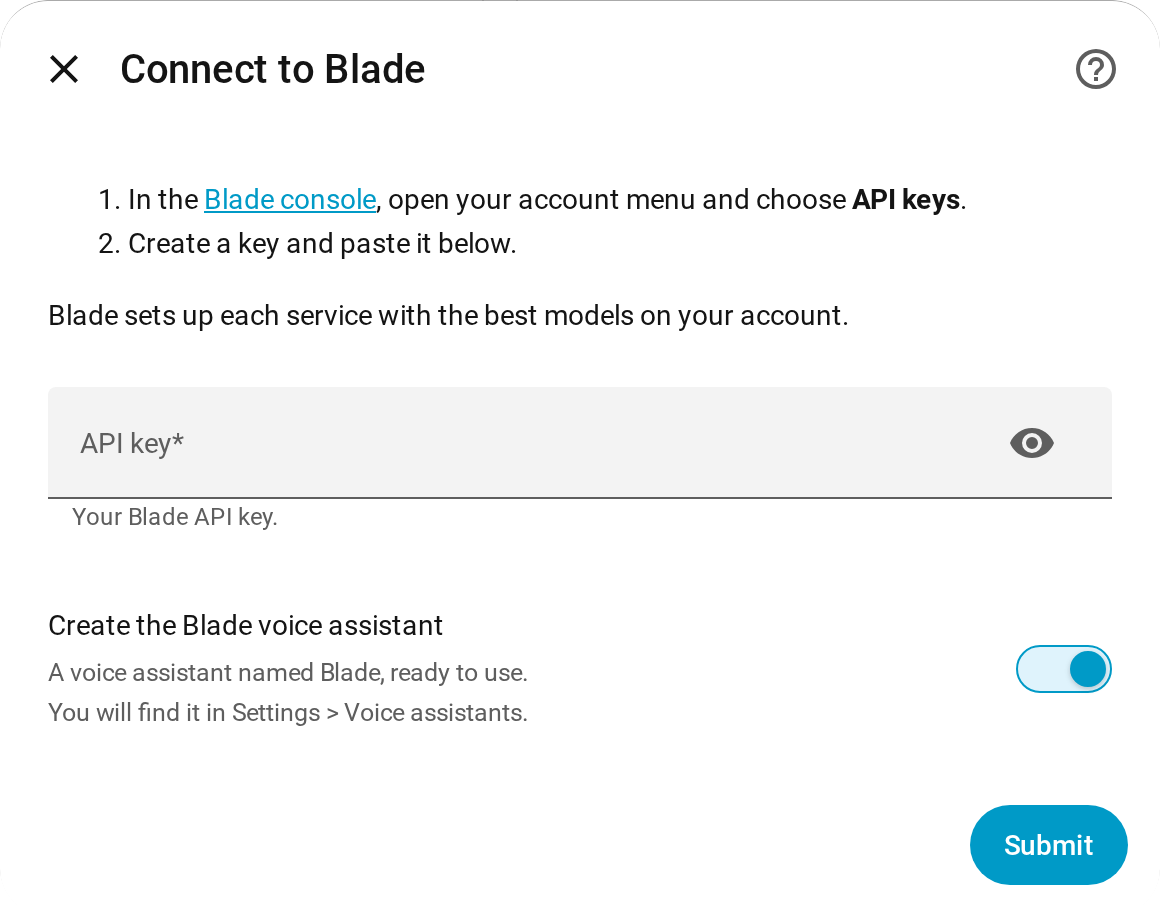 Connect to Blade
1. In the Blade console, open your account menu and choose API keys.
2. Create a key and paste it below.
Blade sets up each service with the best models on your account.
API key*
Your Blade API key.
Create the Blade voice assistant
A voice assistant named Blade, ready to use.
You will find it in Settings > Voice assistants.
Submit